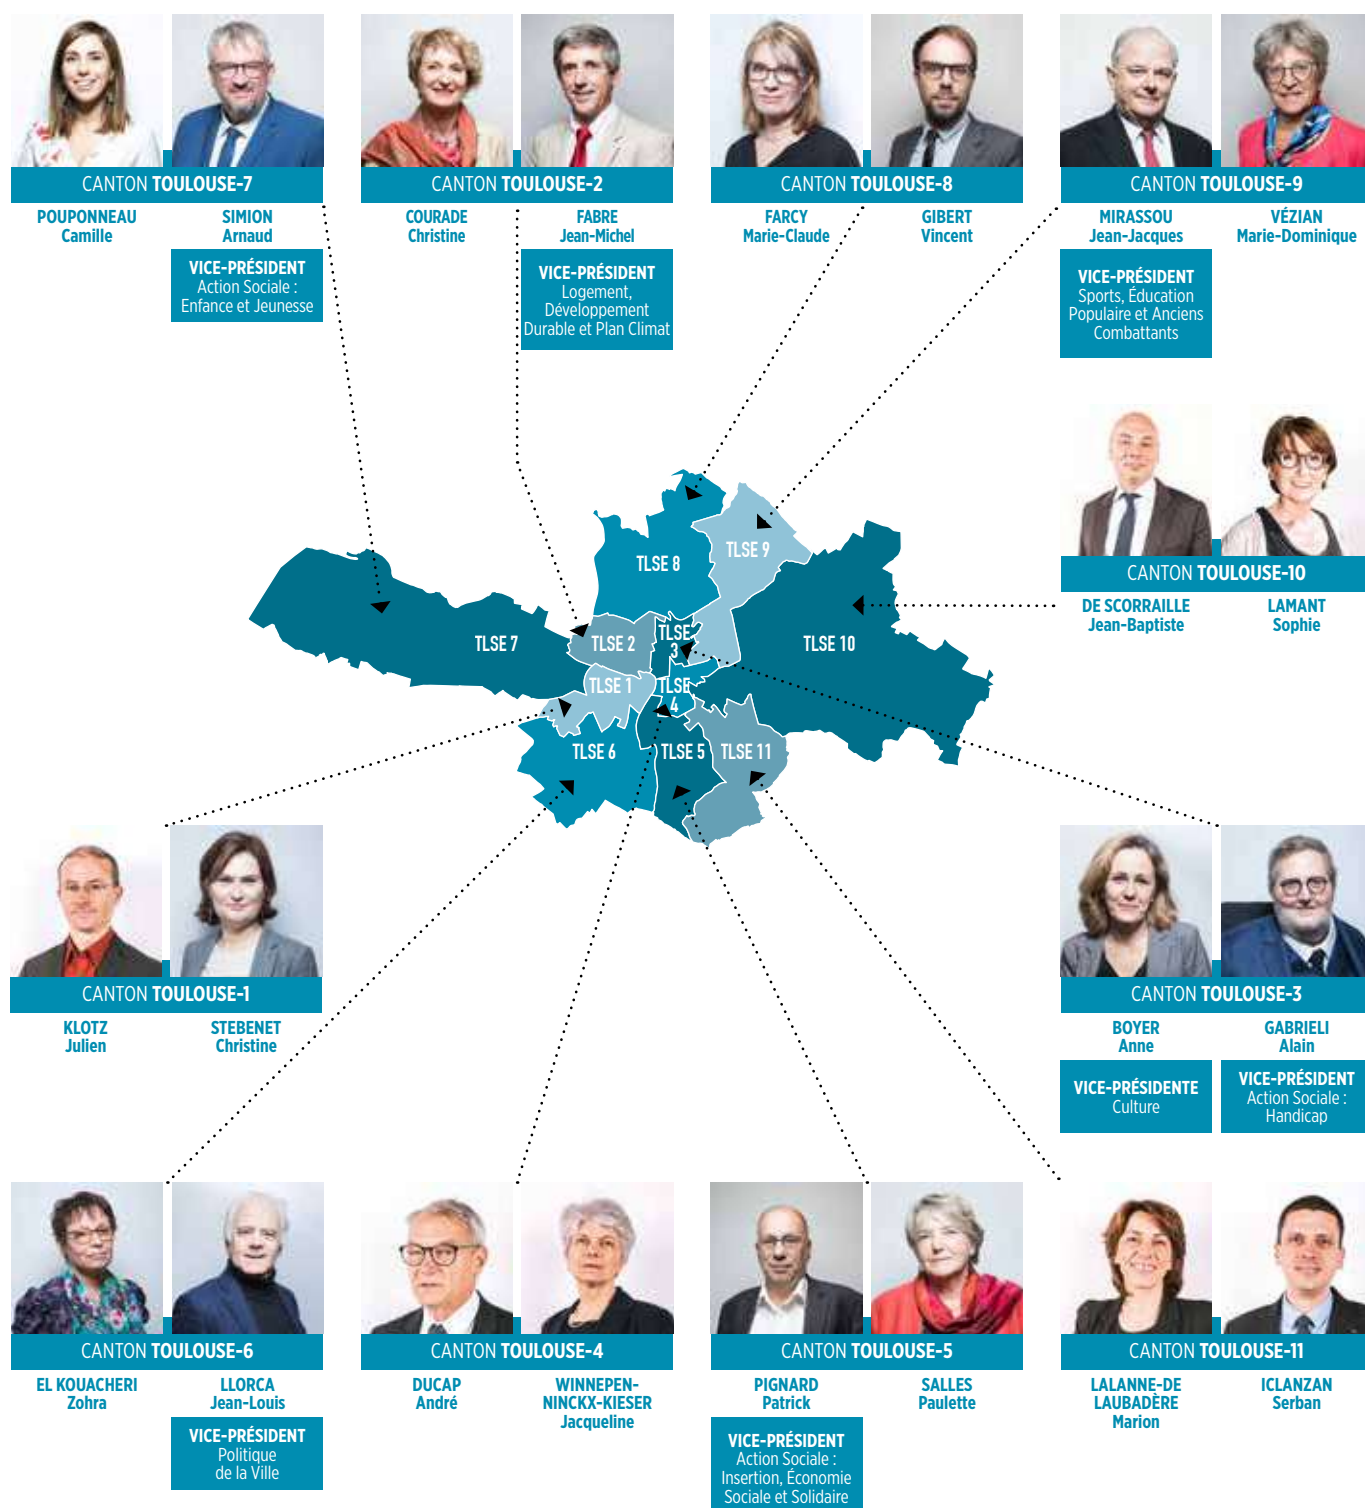 CANTON TOULOUSE-7
POUPONNEAU
Camille
SIMION
Arnaud
VICE-PRÉSIDENT
Action Sociale :
Enfance et Jeunesse
CANTON TOULOUSE-2
COURADE
Christine
FABRE
Jean-Michel
VICE-PRÉSIDENT
Logement,
Développement
Durable et Plan Climat
CANTON TOULOUSE-8
FARCY
Marie-Claude
GIBERT
Vincent
CANTON TOULOUSE-9
MIRASSOU
Jean-Jacques
VICE-PRÉSIDENT
Sports, Éducation
Populaire et Anciens
Combattants
VÉZIAN
Marie-Dominique
CANTON TOULOUSE-10
DE SCORRAILLE
Jean-Baptiste
LAMANT
Sophie
TLSE 9
TLSE 8
TLSE 7
TLSE 2
TLSE
3
TLSE 10
TLSE 1
TLSE
4
TLSE 6
TLSE 5
TLSE 11
CANTON TOULOUSE-1
KLOTZ
Julien
STEBENET
Christine
CANTON TOULOUSE-3
BOYER
Anne
VICE-PRÉSIDENTE
Culture
GABRIELI
Alain
VICE-PRÉSIDENT
Action Sociale :
Handicap
CANTON TOULOUSE-6
EL KOUACHERI
Zohra
LLORCA
Jean-Louis
VICE-PRÉSIDENT
Politique
de la Ville
CANTON TOULOUSE-4
DUCAP
André
WINNEPEN-
NINCKX-KIESER
Jacqueline
CANTON TOULOUSE-5
PIGNARD
Patrick
VICE-PRÉSIDENT
Action Sociale :
Insertion, Économie
Sociale et Solidaire
SALLES
Paulette
CANTON TOULOUSE-11
LALANNE-DE
LAUBADÈRE
Marion
ICLANZAN
Serban